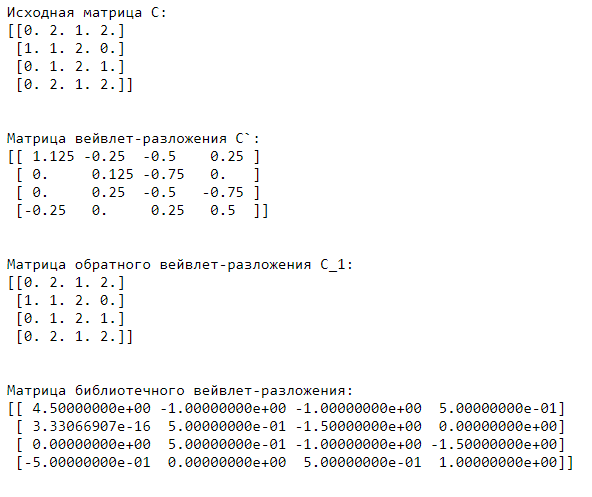 Исходная матрица C:
[[0. 2. 1. 2.]
 [1. 1. 2. 0.]
 [0. 1. 2. 1.]
 [0. 2. 1. 2.]]
Матрица вейвлет-разложения C`:
[[ 1.125 -0.25  -0.5    0.25 ]
 [ 0.     0.125 -0.75   0.   ]
 [ 0.     0.25  -0.5   -0.75 ]
 [-0.25   0.     0.25   0.5  ]]
Матрица обратного вейвлет-разложения C_1:
[[0. 2. 1. 2.]
 [1. 1. 2. 0.]
 [0. 1. 2. 1.]
 [0. 2. 1. 2.]]
Матрица библиотечного вейвлет-разложения:
[[ 4.50000000e+00 -1.00000000e+00 -1.00000000e+00  5.00000000e-01]
 [ 3.33066907e-16  5.00000000e-01 -1.50000000e+00  0.00000000e+00]
 [ 0.00000000e+00  5.00000000e-01 -1.00000000e+00 -1.50000000e+00]
 [-5.00000000e-01  0.00000000e+00  5.00000000e-01  1.00000000e+00]]